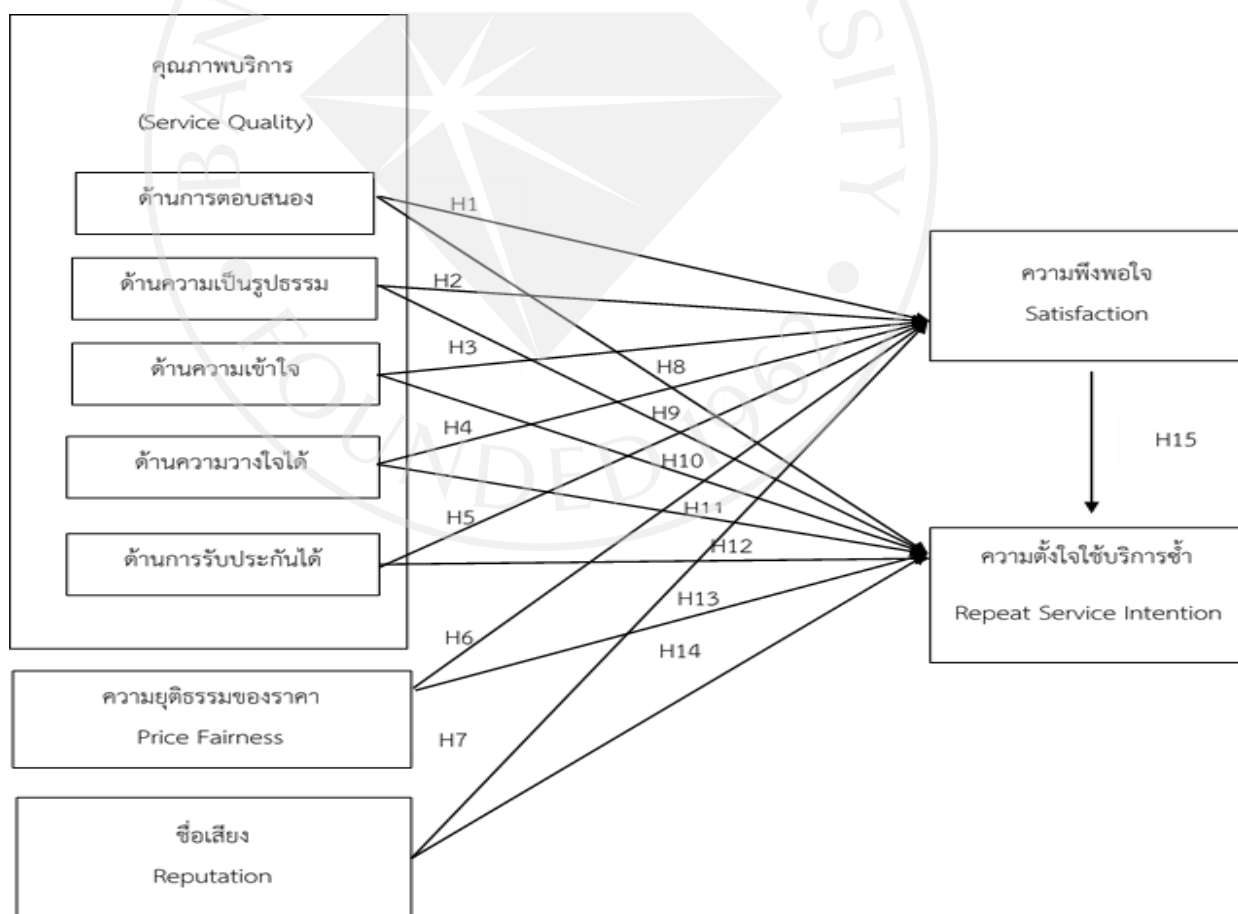 คุณภาพบริการ
(Service Quality)
ด้านการตอบสนอง
ด้านความเป็นรูปธรรม
ด้านความเข้าใจ
ด้านความวางใจได้
ด้านการรับประกันได้
ความยุติธรรมของราคา
Price Fairness
ชื่อเสียง
Reputation
H1
H2
H3
H4
H5
H6
H7
H8
H9
H10
H11
H12
H13
H14
ความพึงพอใจ
Satisfaction
H15
ความตั้งใจใช้บริการซ้ำ
Repeat Service Intention
BAN
RSITY
FOUNDED 1962